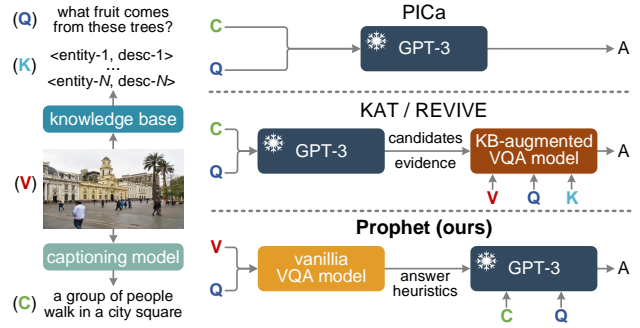 (Q) what fruit comes
from these trees?
(K) <entity-1, desc-1>
...
<entity-N, desc-N>
knowledge base
(V)
captioning model
(C) a group of people
walk in a city square
PICa
C
Q
GPT-3
A
KAT / REVIVE
C
Q
GPT-3
candidates
evidence
KB-augmented
VQA model
A
V Q K
Prophet (ours)
V
Q
vanillia
VQA model
answer
heuristics
GPT-3
A
C Q